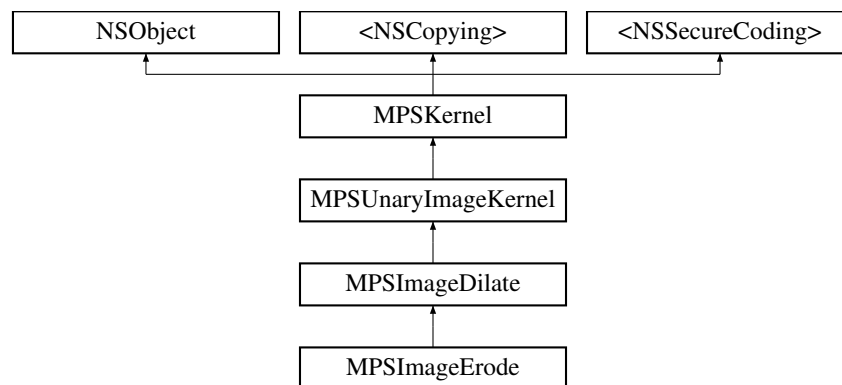 NSObject
<NSCopying>
<NSSecureCoding>
MPSKernel
MPSUnaryImageKernel
MPSImageDilate
MPSImageErode